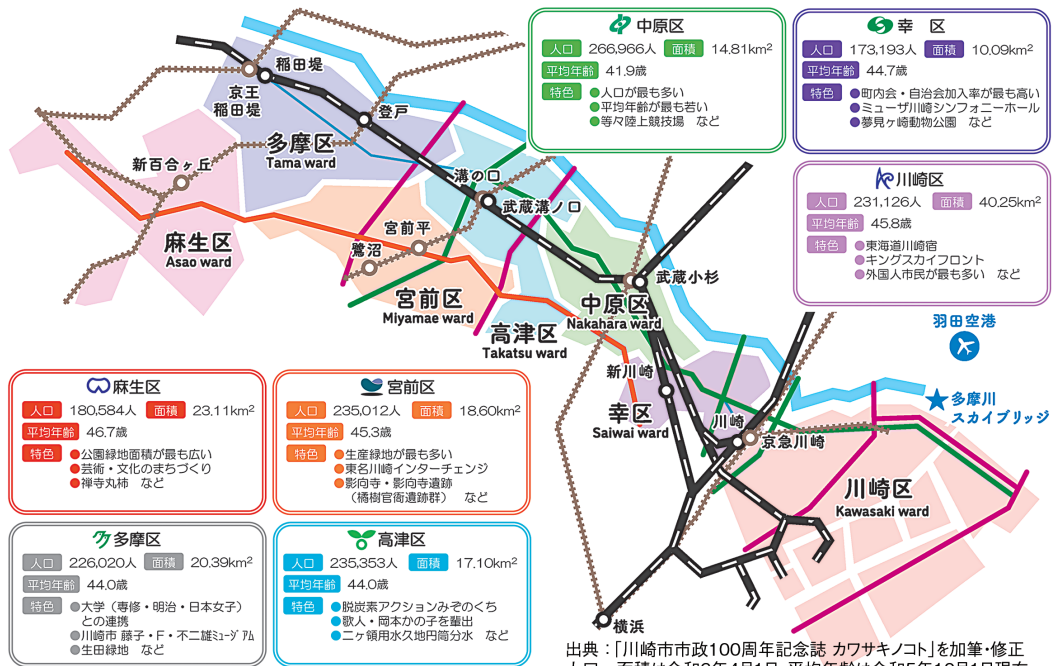 中原区
人口 266,966人 面積 14.81km²
平均年齢 41.9歳
特色 ●人口が最も多い
●平均年齢が最も若い
●等々力陸上競技場 など
幸 区
人口 173,193人 面積 10.09km²
平均年齢 44.7歳
特色 ●町内会・自治会加入率が最も高い
●ミューザ川崎シンフォニーホール
●夢見ヶ崎動物公園 など
川崎区
人口 231,126人 面積 40.25km²
平均年齢 45.8歳
特色 ●東海道川崎宿
●キングスカイフロント
●外国人市民が最も多い など
稲田堤
京王
稲田堤
登戸
多摩区
Tama ward
新百合ヶ丘
溝の口
武蔵溝ノ口
麻生区
Asao ward
宮前平
鷺沼
宮前区
Miyamae ward
武蔵小杉
中原区
Nakahara ward
高津区
Takatsu ward
新川崎
幸区
Saiwai ward
川崎
京急川崎
羽田空港
多摩川
スカイブリッジ
川崎区
Kawasaki ward
横浜
麻生区
人口 180,584人 面積 23.11km²
平均年齢 46.7歳
特色 ●公園緑地面積が最も広い
●芸術・文化のまちづくり
●禅寺丸柿 など
宮前区
人口 235,012人 面積 18.60km²
平均年齢 45.3歳
特色 ●生産緑地が最も多い
●東名川崎インターチェンジ
●影向寺・影向寺遺跡
（橘樹官衙遺跡群） など
多摩区
人口 226,020人 面積 20.39km²
平均年齢 44.0歳
特色 ●大学（専修・明治・日本女子）
との連携
●川崎市 藤子・F・不二雄ミュージアム
●生田緑地 など
高津区
人口 235,353人 面積 17.10km²
平均年齢 44.0歳
特色 ●脱炭素アクションみぞのくち
●歌人・岡本かの子を輩出
●二ヶ領用水久地円筒分水 など
出典：「川崎市市政100周年記念誌 カワサキノコト」を加筆・修正